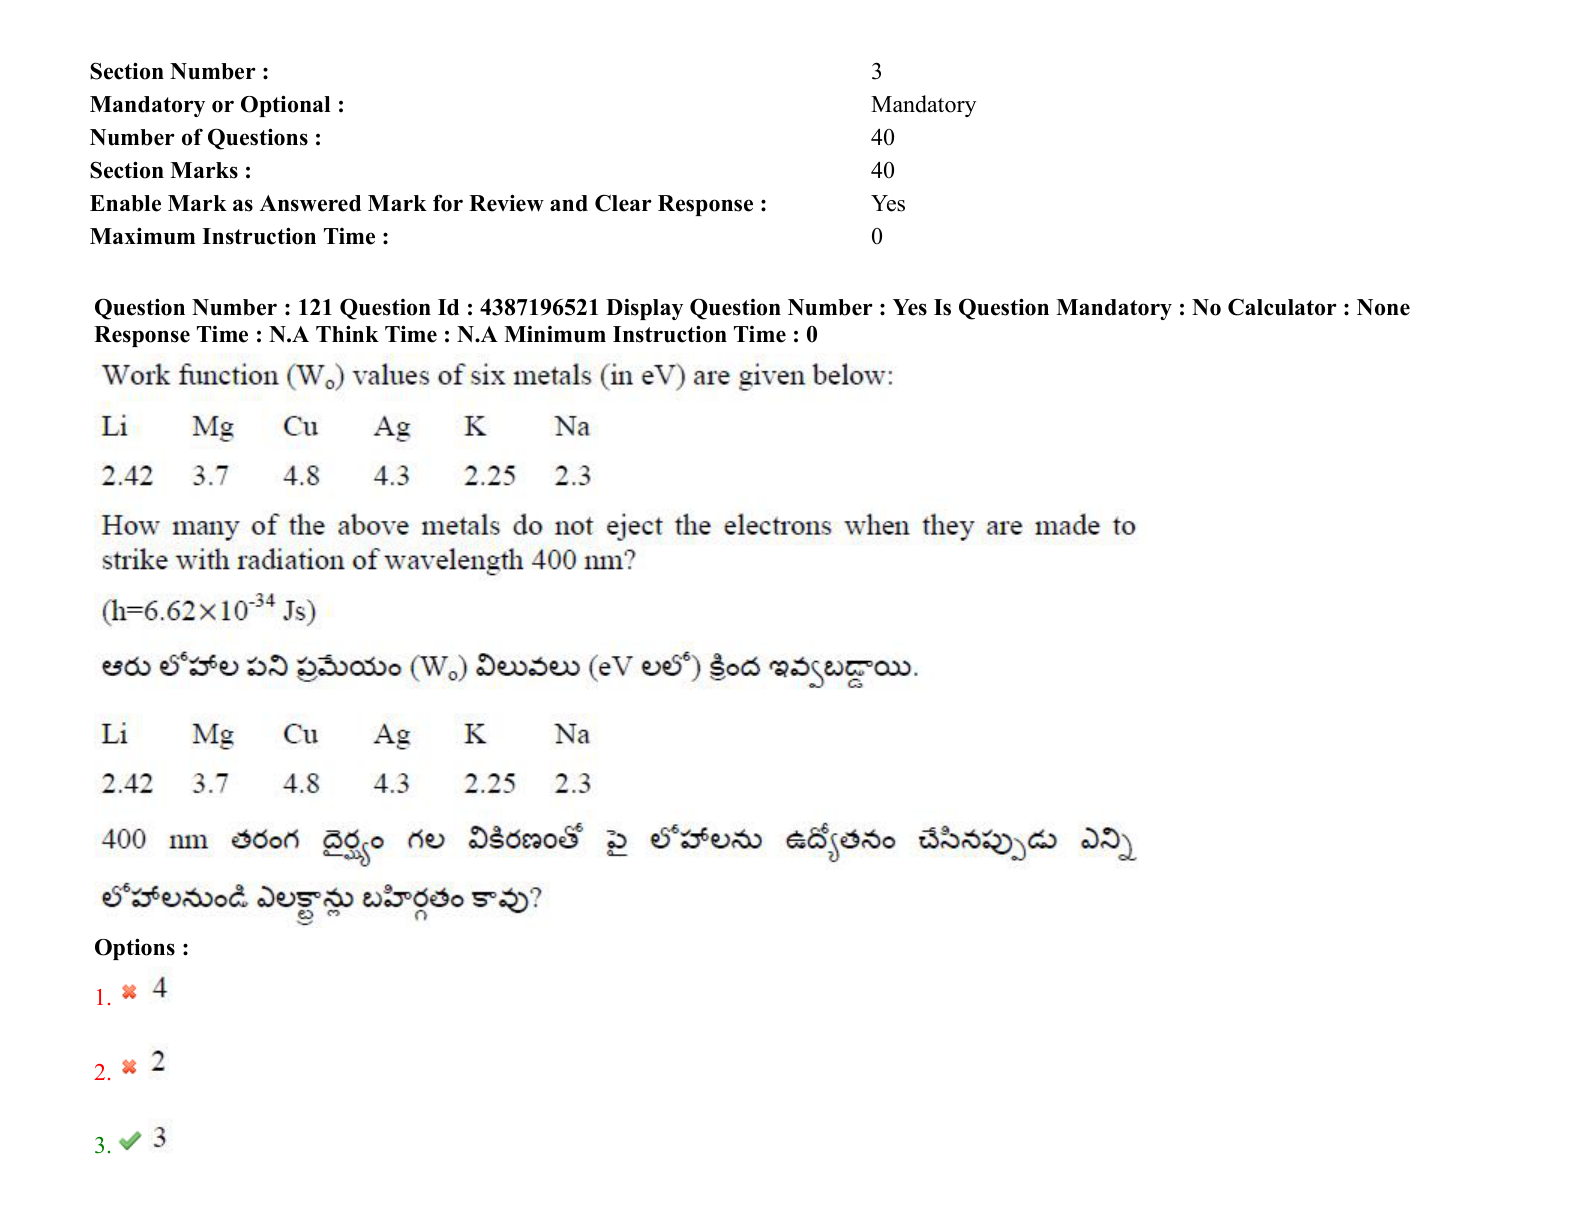 Section Number : 3
Mandatory or Optional : Mandatory
Number of Questions : 40
Section Marks : 40
Enable Mark as Answered Mark for Review and Clear Response : Yes
Maximum Instruction Time : 0
Question Number : 121 Question Id : 4387196521 Display Question Number : Yes Is Question Mandatory : No Calculator : None
Response Time : N.A Think Time : N.A Minimum Instruction Time : 0
Work function (Wₒ) values of six metals (in eV) are given below:
Li Mg Cu Ag K Na
2.42 3.7 4.8 4.3 2.25 2.3
How many of the above metals do not eject the electrons when they are made to
strike with radiation of wavelength 400 nm?
(h=6.62×10⁻³⁴ Js)
ఆరు లోహాల పని ప్రమేయం (Wₒ) విలువలు (eV లలో) క్రింద ఇవ్వబడ్డాయి.
Li Mg Cu Ag K Na
2.42 3.7 4.8 4.3 2.25 2.3
400 nm తరంగ దైర్ఘ్యం గల వికిరణంతో పై లోహాలను ఉద్యోతనం చేసినప్పుడు ఎన్ని
లోహాలనుండి ఎలక్ట్రాన్లు బహిర్గతం కావు?
Options :
1. 4
2. 2
3. 3